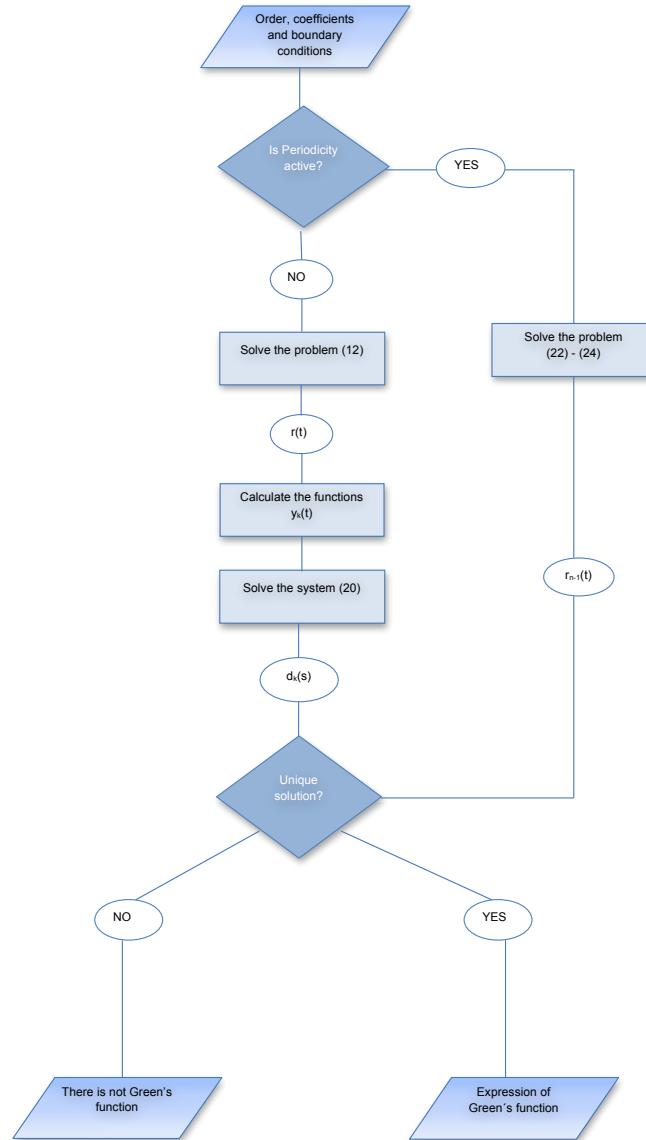 Order, coefficients
and boundary
conditions
Is Periodicity
active?
YES
NO
Solve the problem (12)
Solve the problem
(22) - (24)
r(t)
Calculate the functions
yₖ(t)
Solve the system (20)
rₙ₋₁(t)
dₖ(s)
Unique
solution?
NO
YES
There is not Green’s
function
Expression of
Green´s function